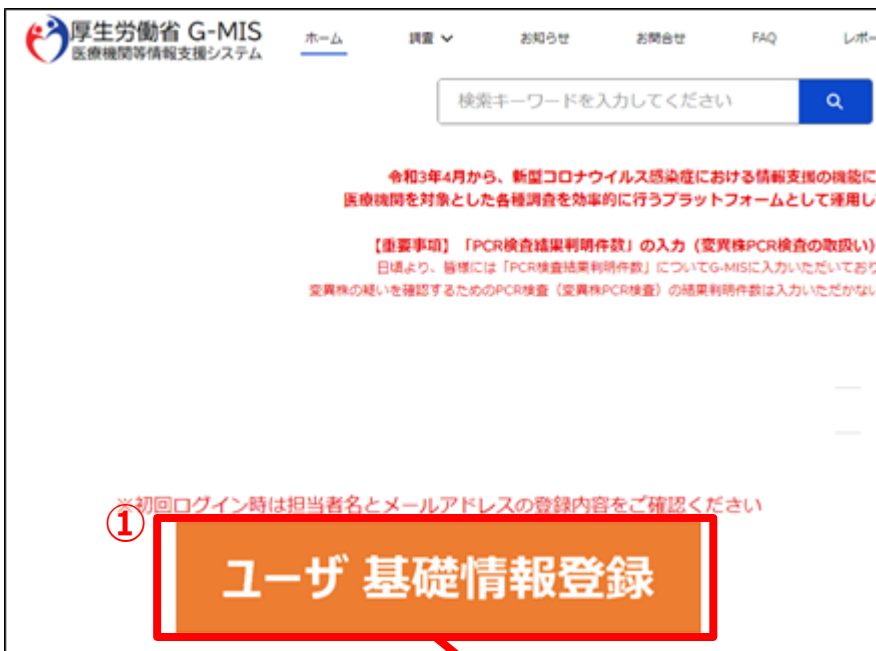 厚生労働省 G-MIS
医療機関等情報支援システム
ホーム
調査
お知らせ
お問合せ
FAQ
レポー
検索キーワードを入力してください
令和3年4月から、新型コロナウイルス感染症における情報支援の機能に
医療機関を対象とした各種調査を効率的に行うプラットフォームとして運用し
【重要事項】「PCR検査結果判明件数」の入力(変異株PCR検査の取扱い)
日頃より、皆様には「PCR検査結果判明件数」についてG-MISに入力いただいており
変異株の疑いを確認するためのPCR検査(変異株PCR検査)の結果判明件数は入力いただかない
※初回ログイン時は担当者名とメールアドレスの登録内容をご確認ください
①
ユーザ 基礎情報登録